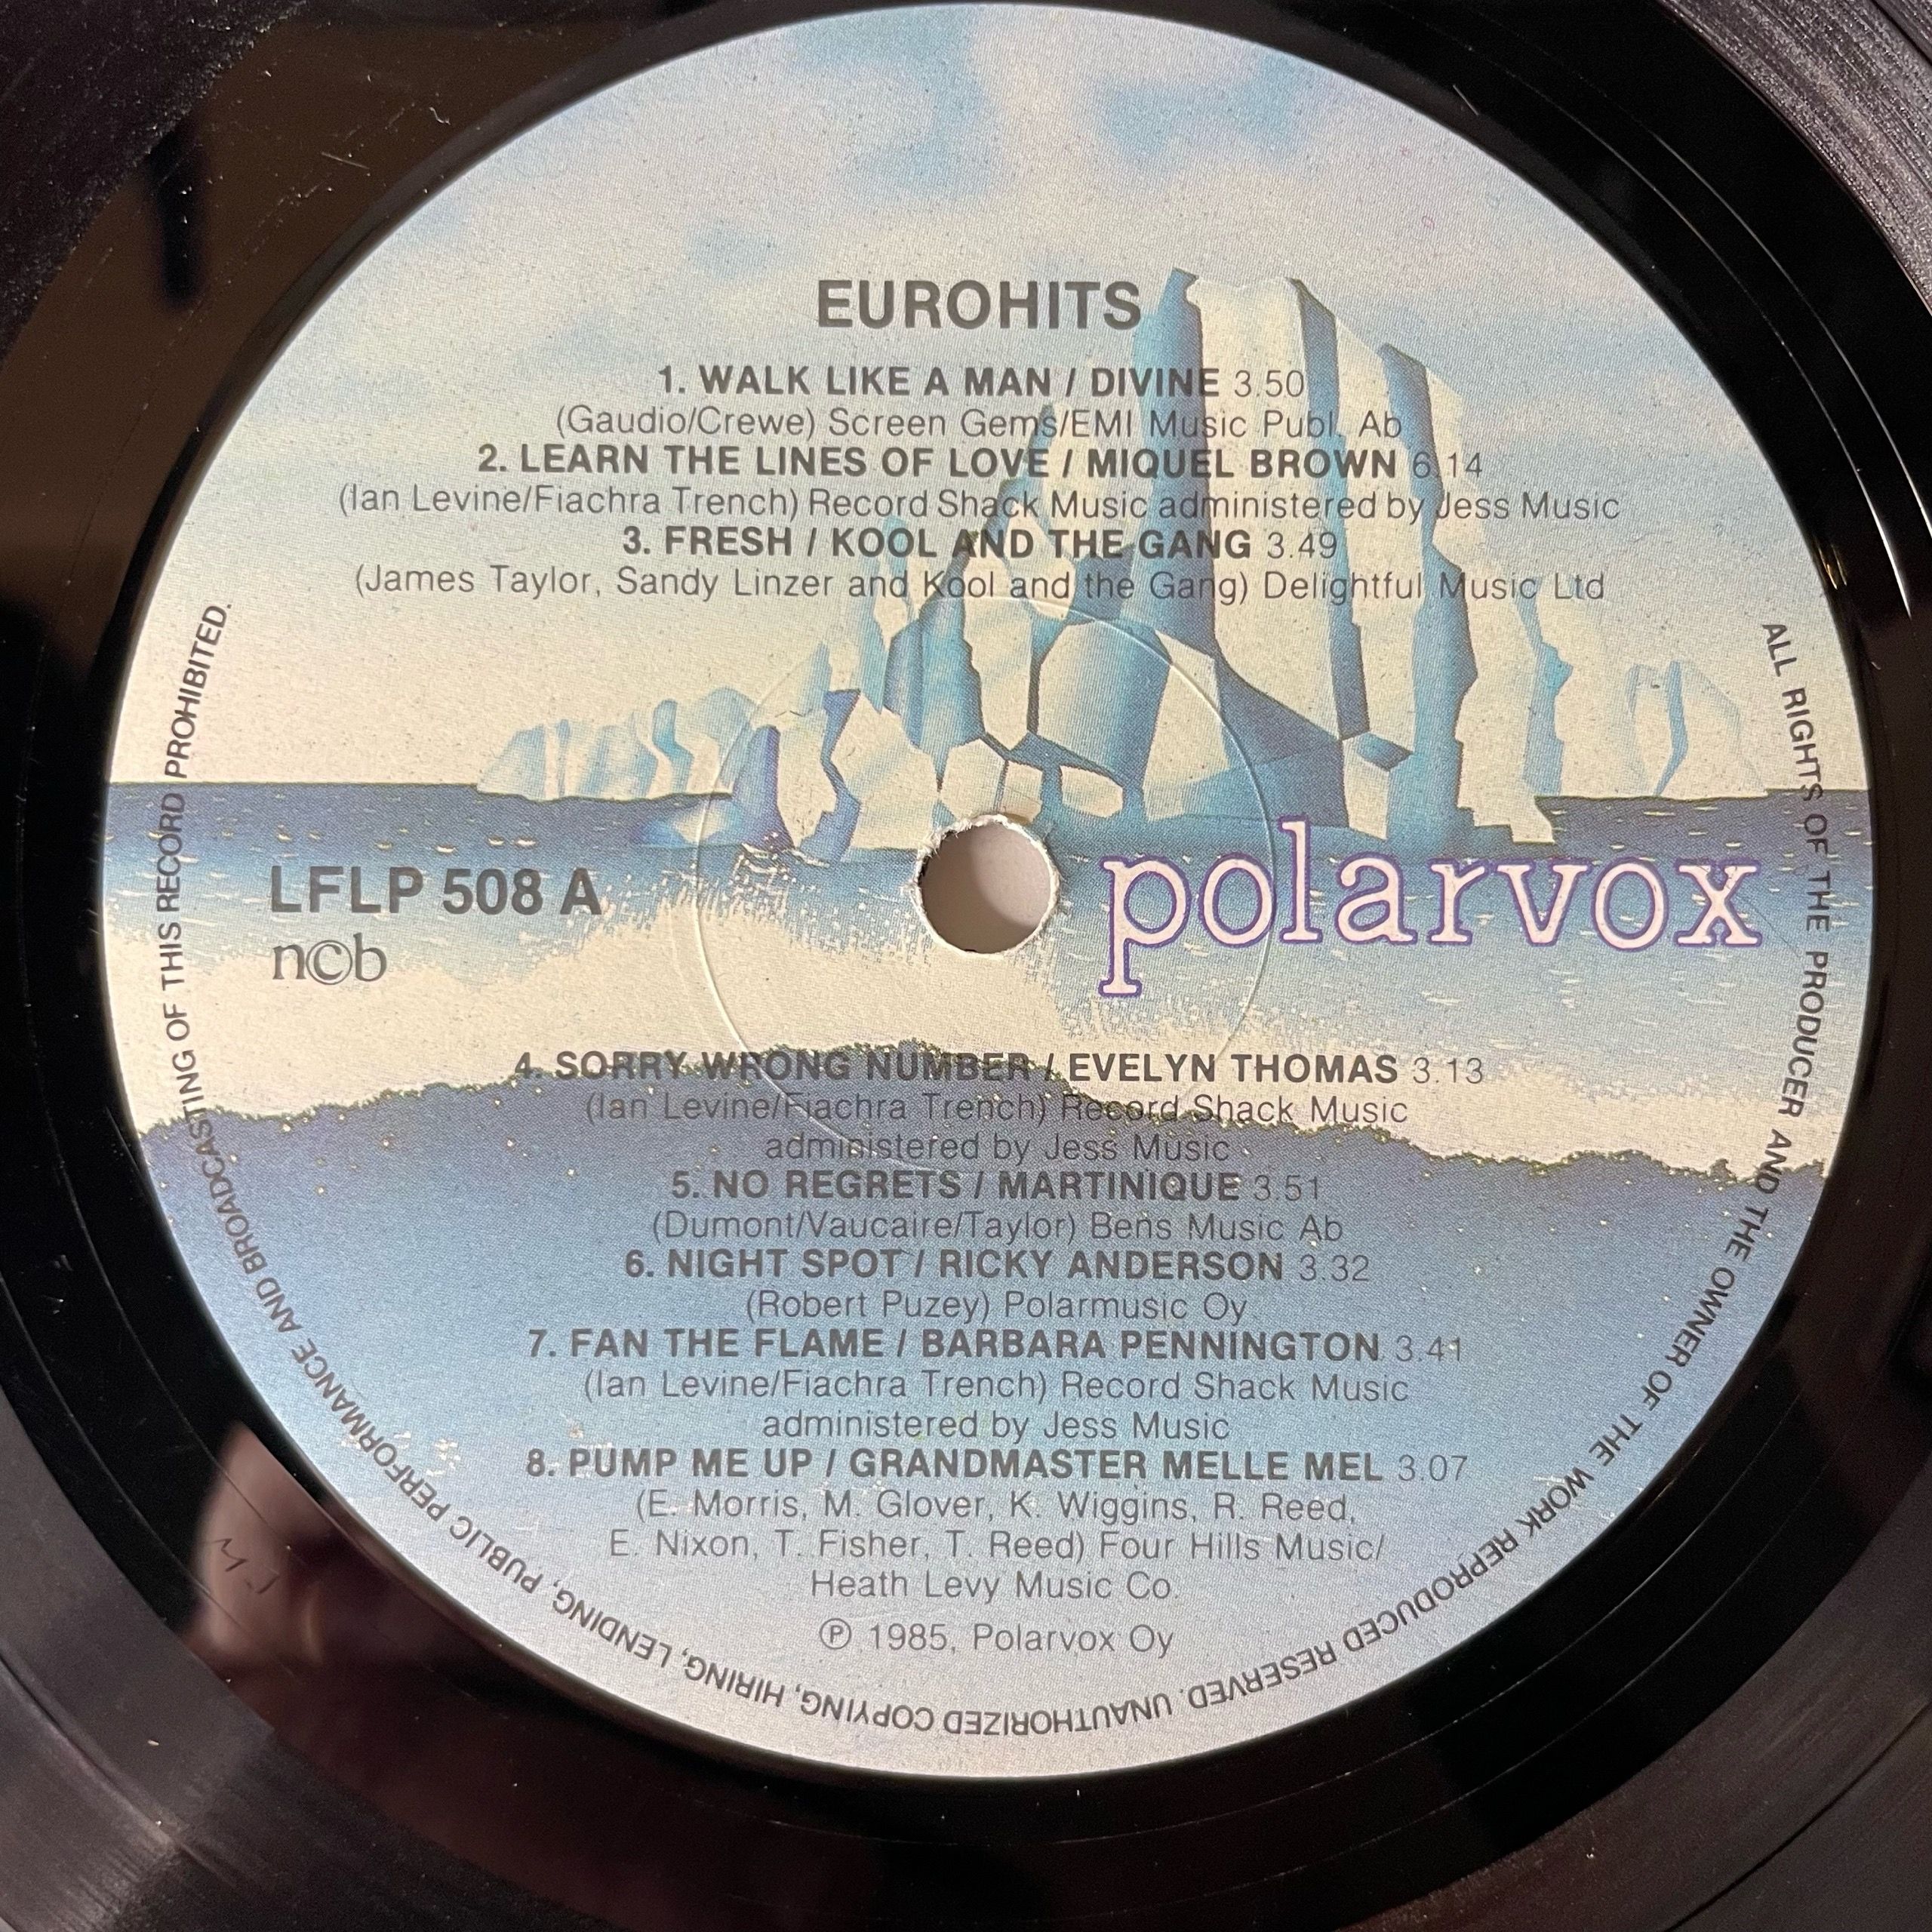 EUROHITS
1. WALK LIKE A MAN / DIVINE 3.50
(Gaudio/Crewe) Screen Gems/EMI Music Publ. Ab
2. LEARN THE LINES OF LOVE / MIQUEL BROWN 6.14
(Ian Levine/Fiachra Trench) Record Shack Music administered by Jess Music
3. FRESH / KOOL AND THE GANG 3.49
(James Taylor, Sandy Linzer and Kool and the Gang) Delightful Music Ltd
LFLP 508 A
ncb
polarvox
4. SORRY WRONG NUMBER / EVELYN THOMAS 3.13
(Ian Levine/Fiachra Trench) Record Shack Music
administered by Jess Music
5. NO REGRETS / MARTINIQUE 3.51
(Dumont/Vaucaire/Taylor) Bens Music Ab
6. NIGHT SPOT / RICKY ANDERSON 3.32
(Robert Puzey) Polarmusic Oy
7. FAN THE FLAME / BARBARA PENNINGTON 3.41
(Ian Levine/Fiachra Trench) Record Shack Music
administered by Jess Music
8. PUMP ME UP / GRANDMASTER MELLE MEL 3.07
(E. Morris, M. Glover, K. Wiggins, R. Reed,
E. Nixon, T. Fisher, T. Reed) Four Hills Music/
Heath Levy Music Co.
℗ 1985, Polarvox Oy
ALL RIGHTS OF THE PRODUCER AND THE OWNER OF THE WORK REPRODUCED RESERVED. UNAUTHORIZED COPYING, HIRING, LENDING, PUBLIC PERFORMANCE AND BROADCASTING OF THIS RECORD PROHIBITED.